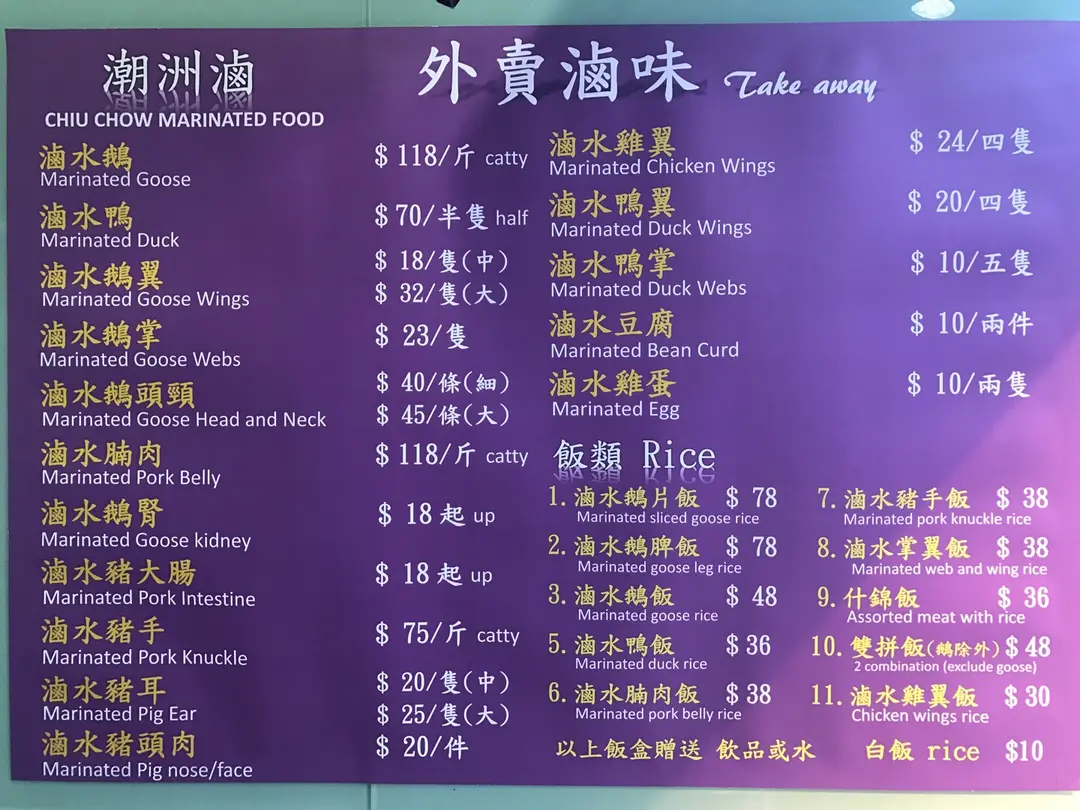 潮洲滷
CHIU CHOW MARINATED FOOD
滷水鵝 $ 118/斤 catty
Marinated Goose
滷水鴨 $ 70/半隻 half
Marinated Duck
滷水鵝翼 $ 18/隻(中)
Marinated Goose Wings $ 32/隻(大)
滷水鵝掌 $ 23/隻
Marinated Goose Webs
滷水鵝頭頸 $ 40/條(細)
Marinated Goose Head and Neck $ 45/條(大)
滷水腩肉 $ 118/斤 catty
Marinated Pork Belly
滷水鵝腎 $ 18 起 up
Marinated Goose kidney
滷水豬大腸 $ 18 起 up
Marinated Pork Intestine
滷水豬手 $ 75/斤 catty
Marinated Pork Knuckle
滷水豬耳 $ 20/隻(中)
Marinated Pig Ear $ 25/隻(大)
滷水豬頭肉 $ 20/件
Marinated Pig nose/face
外賣滷味 Take away
滷水雞翼 $ 24/四隻
Marinated Chicken Wings
滷水鴨翼 $ 20/四隻
Marinated Duck Wings
滷水鴨掌 $ 10/五隻
Marinated Duck Webs
滷水豆腐 $ 10/兩件
Marinated Bean Curd
滷水雞蛋 $ 10/兩隻
Marinated Egg
飯類 Rice
1. 滷水鵝片飯 $ 78
Marinated sliced goose rice
2. 滷水鵝脾飯 $ 78
Marinated goose leg rice
3. 滷水鵝飯 $ 48
Marinated goose rice
5. 滷水鴨飯 $ 36
Marinated duck rice
6. 滷水腩肉飯 $ 38
Marinated pork belly rice
7. 滷水豬手飯 $ 38
Marinated pork knuckle rice
8. 滷水掌翼飯 $ 38
Marinated web and wing rice
9. 什錦飯 $ 36
Assorted meat with rice
10. 雙拼飯(鵝除外) $ 48
2 combination (exclude goose)
11. 滷水雞翼飯 $ 30
Chicken wings rice
以上飯盒贈送 飲品或水 白飯 rice $10